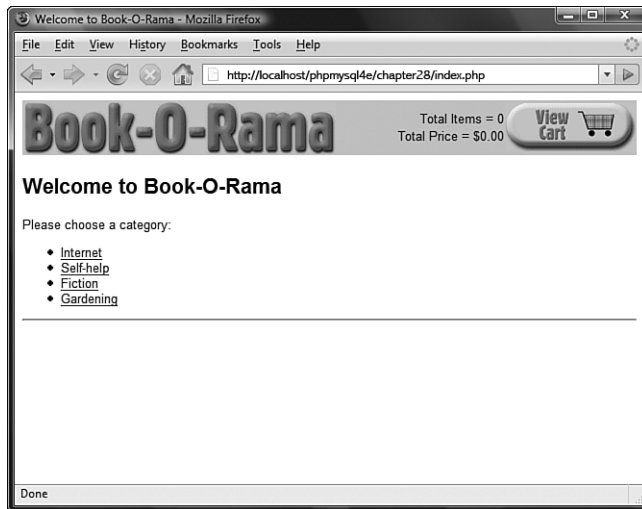 Welcome to Book-O-Rama - Mozilla Firefox
File Edit View History Bookmarks Tools Help
http://localhost/phpmysql4e/chapter28/index.php
Book-O-Rama
Total Items = 0
Total Price = $0.00
View
Cart
Welcome to Book-O-Rama
Please choose a category:
Internet
Self-help
Fiction
Gardening
Done